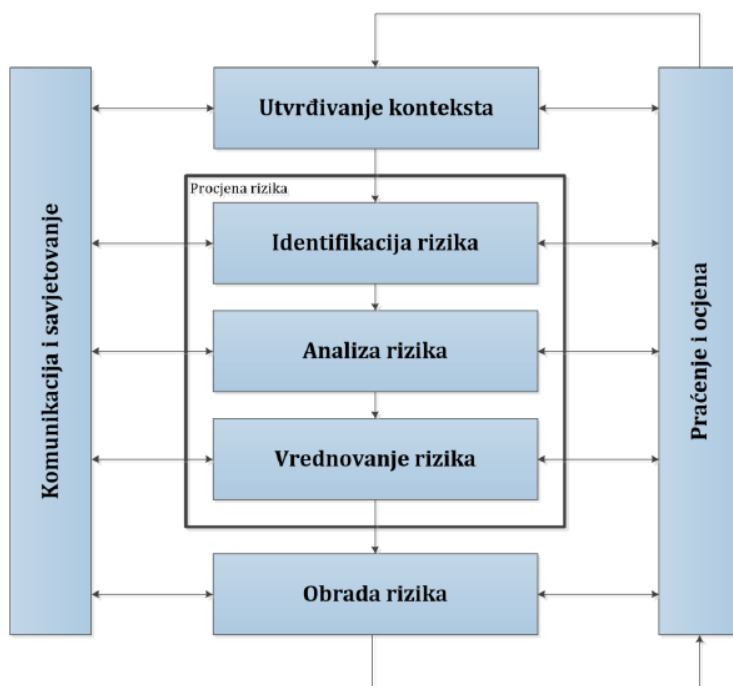 Utvrđivanje konteksta
Procjena rizika
Identifikacija rizika
Analiza rizika
Vrednovanje rizika
Obrada rizika
Komunikacija i savjetovanje
Praćenje i ocjena